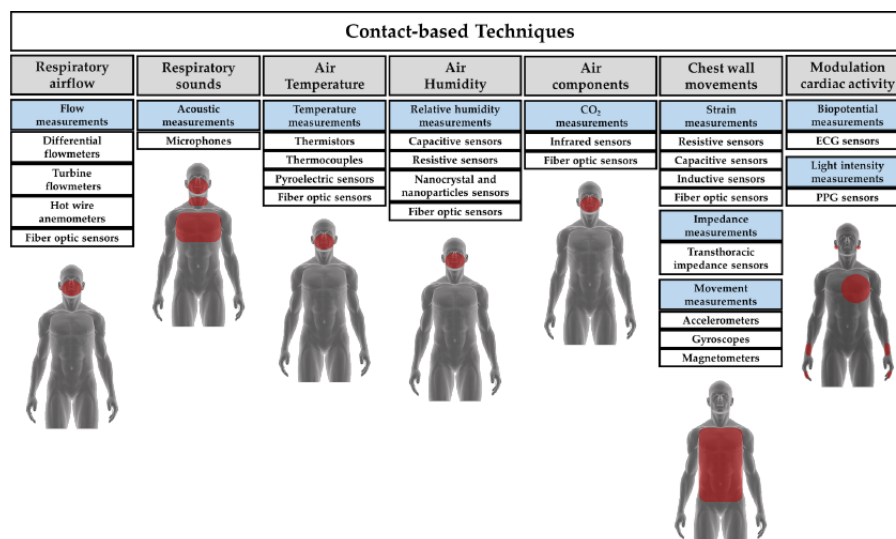 Contact-based Techniques
Respiratory
airflow
Flow
measurements
Differential
flowmeters
Turbine
flowmeters
Hot wire
anemometers
Fiber optic sensors
Respiratory
sounds
Acoustic
measurements
Microphones
Air
Temperature
Temperature
measurements
Thermistors
Thermocouples
Pyroelectric sensors
Fiber optic sensors
Air
Humidity
Relative humidity
measurements
Capacitive sensors
Resistive sensors
Nanocrystal and
nanoparticles sensors
Fiber optic sensors
Air
components
CO₂
measurements
Infrared sensors
Fiber optic sensors
Chest wall
movements
Strain
measurements
Resistive sensors
Capacitive sensors
Inductive sensors
Fiber optic sensors
Impedance
measurements
Transthoracic
impedance sensors
Movement
measurements
Accelerometers
Gyroscopes
Magnetometers
Modulation
cardiac activity
Biopotential
measurements
ECG sensors
Light intensity
measurements
PPG sensors